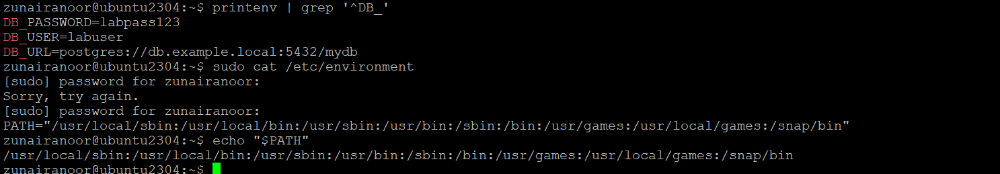 zunairanoor@ubuntu2304:~$ printenv | grep '^DB_'
DB_PASSWORD=labpass123
DB_USER=labuser
DB_URL=postgres://db.example.local:5432/mydb
zunairanoor@ubuntu2304:~$ sudo cat /etc/environment
[sudo] password for zunairanoor:
Sorry, try again.
[sudo] password for zunairanoor:
PATH="/usr/local/sbin:/usr/local/bin:/usr/sbin:/usr/bin:/sbin:/bin:/usr/games:/usr/local/games:/snap/bin"
zunairanoor@ubuntu2304:~$ echo "$PATH"
/usr/local/sbin:/usr/local/bin:/usr/sbin:/usr/bin:/sbin:/bin:/usr/games:/usr/local/games:/snap/bin
zunairanoor@ubuntu2304:~$